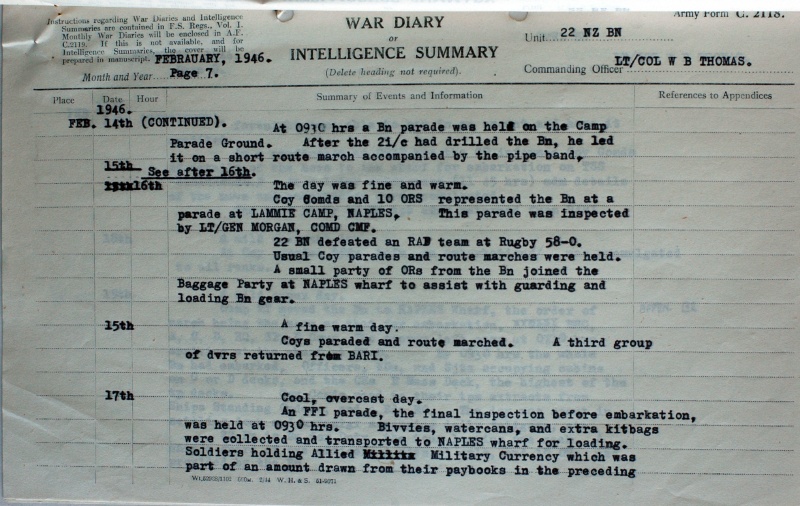 Instructions regarding War Diaries and Intelligence
Summaries are contained in F.S. Regs., Vol. I.
Monthly War Diaries will be enclosed in A.F.
C.2119. If this is not available, and for
Intelligence Summaries, the cover will be
prepared in manuscript.
WAR DIARY
OR
INTELLIGENCE SUMMARY
(Delete heading not required).
Army Form C. 2118.
Unit 22 NZ BN
Commanding Officer LT/COL W B THOMAS.
FEBRAUARY, 1946.
Month and Year Page 7.
Place Date Hour Summary of Events and Information References to Appendices
1946.
FEB. 14th (CONTINUED). At 0930 hrs a Bn parade was held on the Camp
Parade Ground. After the 2i/c had drilled the Bn, he led
it on a short route march accompanied by the pipe band.
15th See after 16th.
16th The day was fine and warm.
Coy Comds and 10 ORS represented the Bn at a
parade at LAMMIE CAMP, NAPLES. This parade was inspected
by LT/GEN MORGAN, COMD CMF.
22 BN defeated an RAF team at Rugby 58-0.
Usual Coy parades and route marches were held.
A small party of ORs from the Bn joined the
Baggage Party at NAPLES wharf to assist with guarding and
loading Bn gear.
15th A fine warm day.
Coys paraded and route marched. A third group
of dvrs returned from BARI.
17th Cool, overcast day.
An FFI parade, the final inspection before embarkation,
was held at 0930 hrs. Bivvies, watercans, and extra kitbags
were collected and transported to NAPLES wharf for loading.
Soldiers holding Allied Military Currency which was
part of an amount drawn from their paybooks in the preceding
W. H. & S.